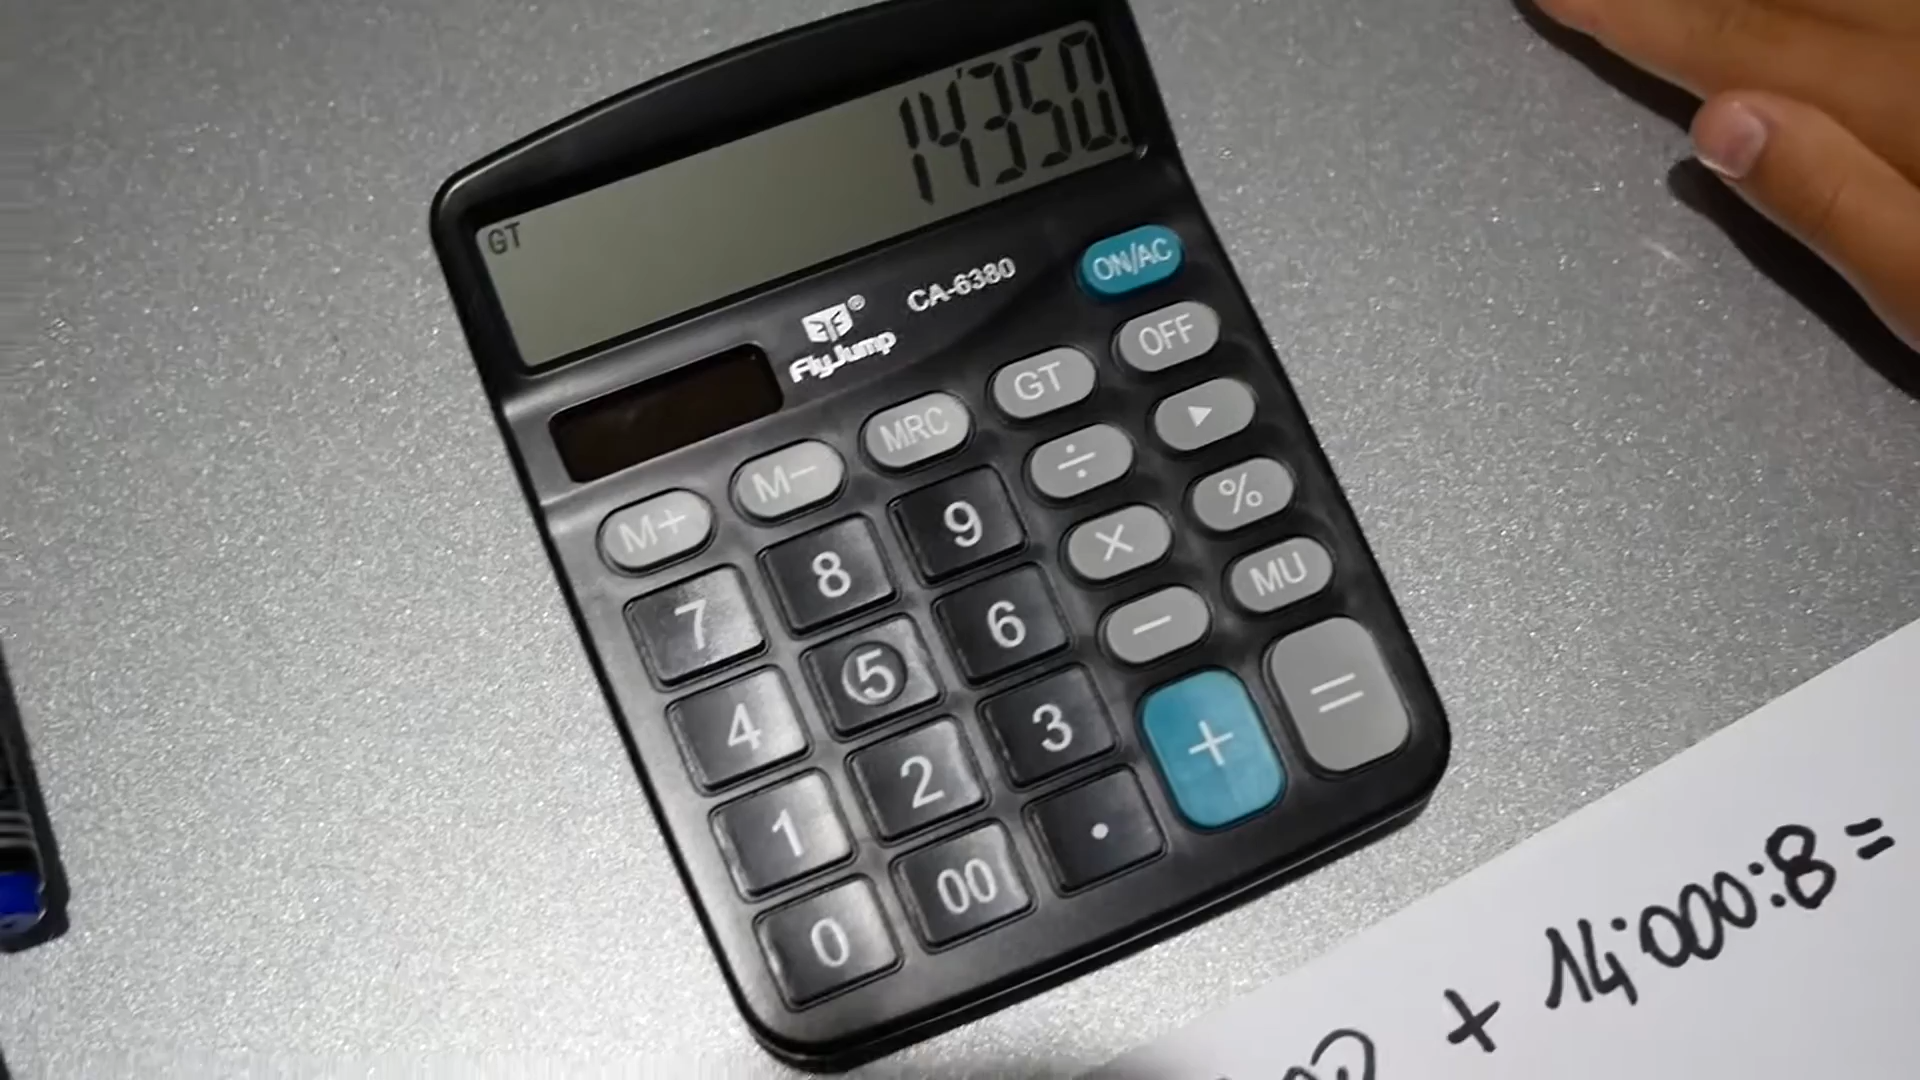 14350.
GT
FlyJump® CA-6380 ON/AC
M+ M− MRC GT OFF
7 8 9 ÷ ▶
4 5 6 × %
1 2 3 − MU
0 00 . + =
+ 14·000:8 =